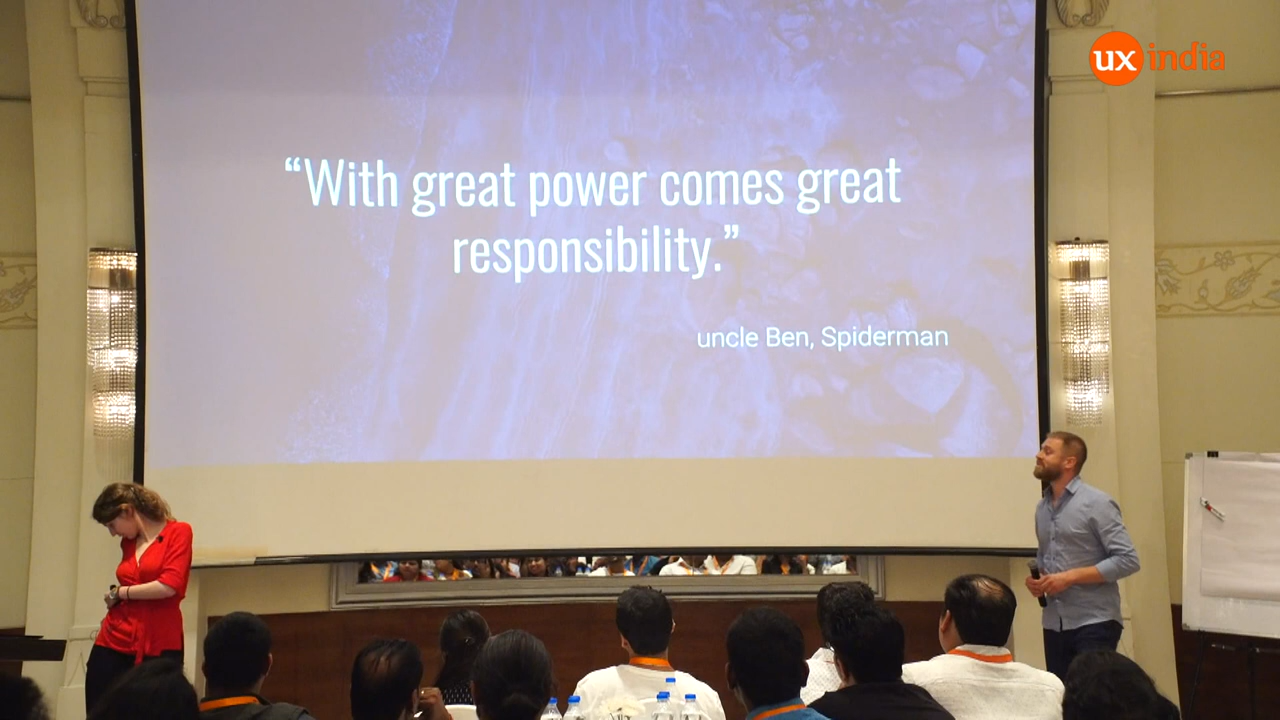 ux india
“With great power comes great
responsibility.”
uncle Ben, Spiderman